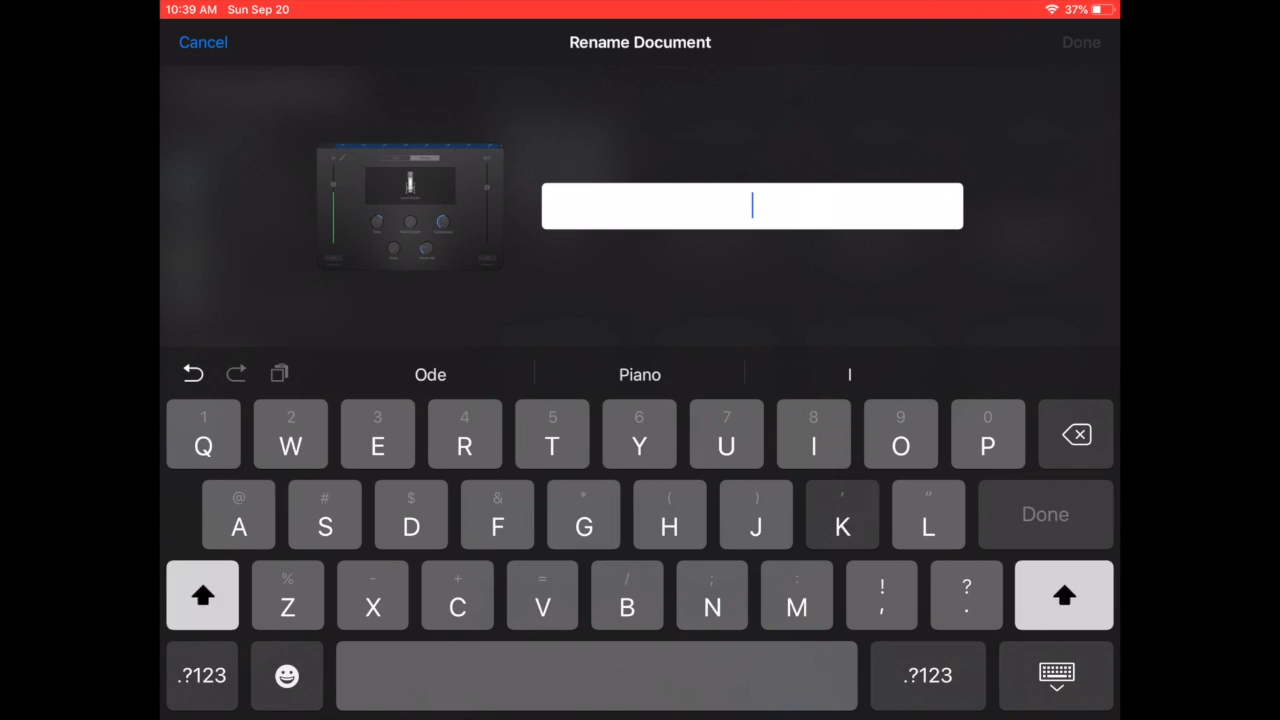 10:39 AM Sun Sep 20 37%
Cancel Rename Document Done
Ode Piano I
1 2 3 4 5 6 7 8 9 0
Q W E R T Y U I O P
@ # $ & * ( ) ' "
A S D F G H J K L Done
% - + = / ; : ! ?
Z X C V B N M , .
.?123 .?123